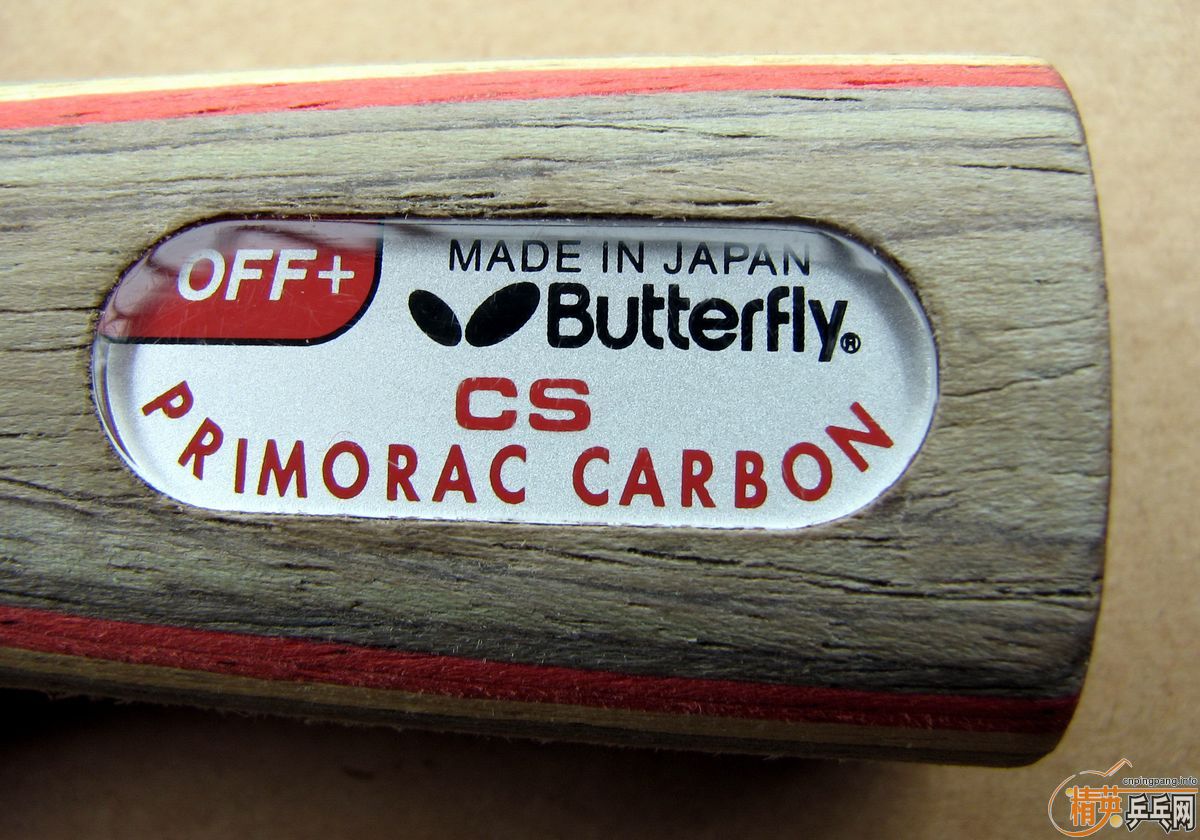 OFF+
MADE IN JAPAN
Butterfly®
CS
PRIMORAC CARBON
cnpingpang.info
精英乒乓网